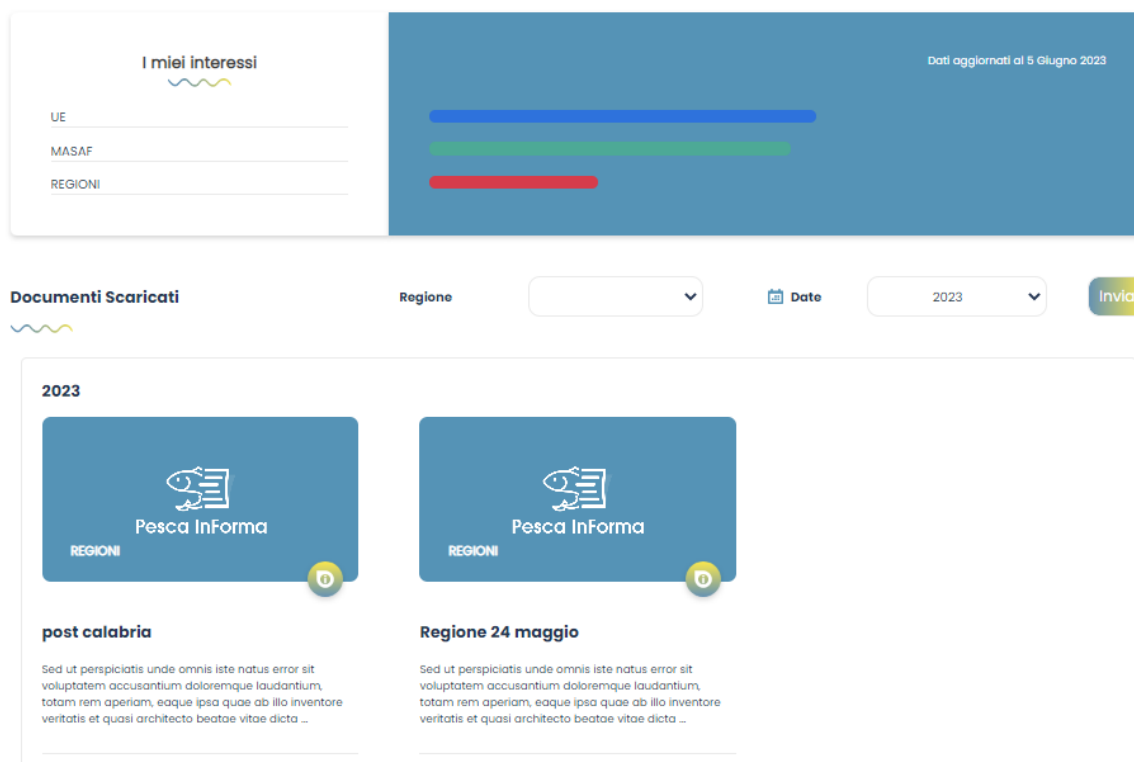 I miei interessi
Dati aggiornati al 5 Giugno 2023
UE
MASAF
REGIONI
Documenti Scaricati
Regione
Date
2023
Invia
2023
Pesca InForma
REGIONI
Pesca InForma
REGIONI
post calabria
Sed ut perspiciatis unde omnis iste natus error sit
voluptatem accusantium doloremque laudantium,
totam rem aperiam, eaque ipsa quae ab illo inventore
veritatis et quasi architecto beatae vitae dicta ...
Regione 24 maggio
Sed ut perspiciatis unde omnis iste natus error sit
voluptatem accusantium doloremque laudantium,
totam rem aperiam, eaque ipsa quae ab illo inventore
veritatis et quasi architecto beatae vitae dicta ...